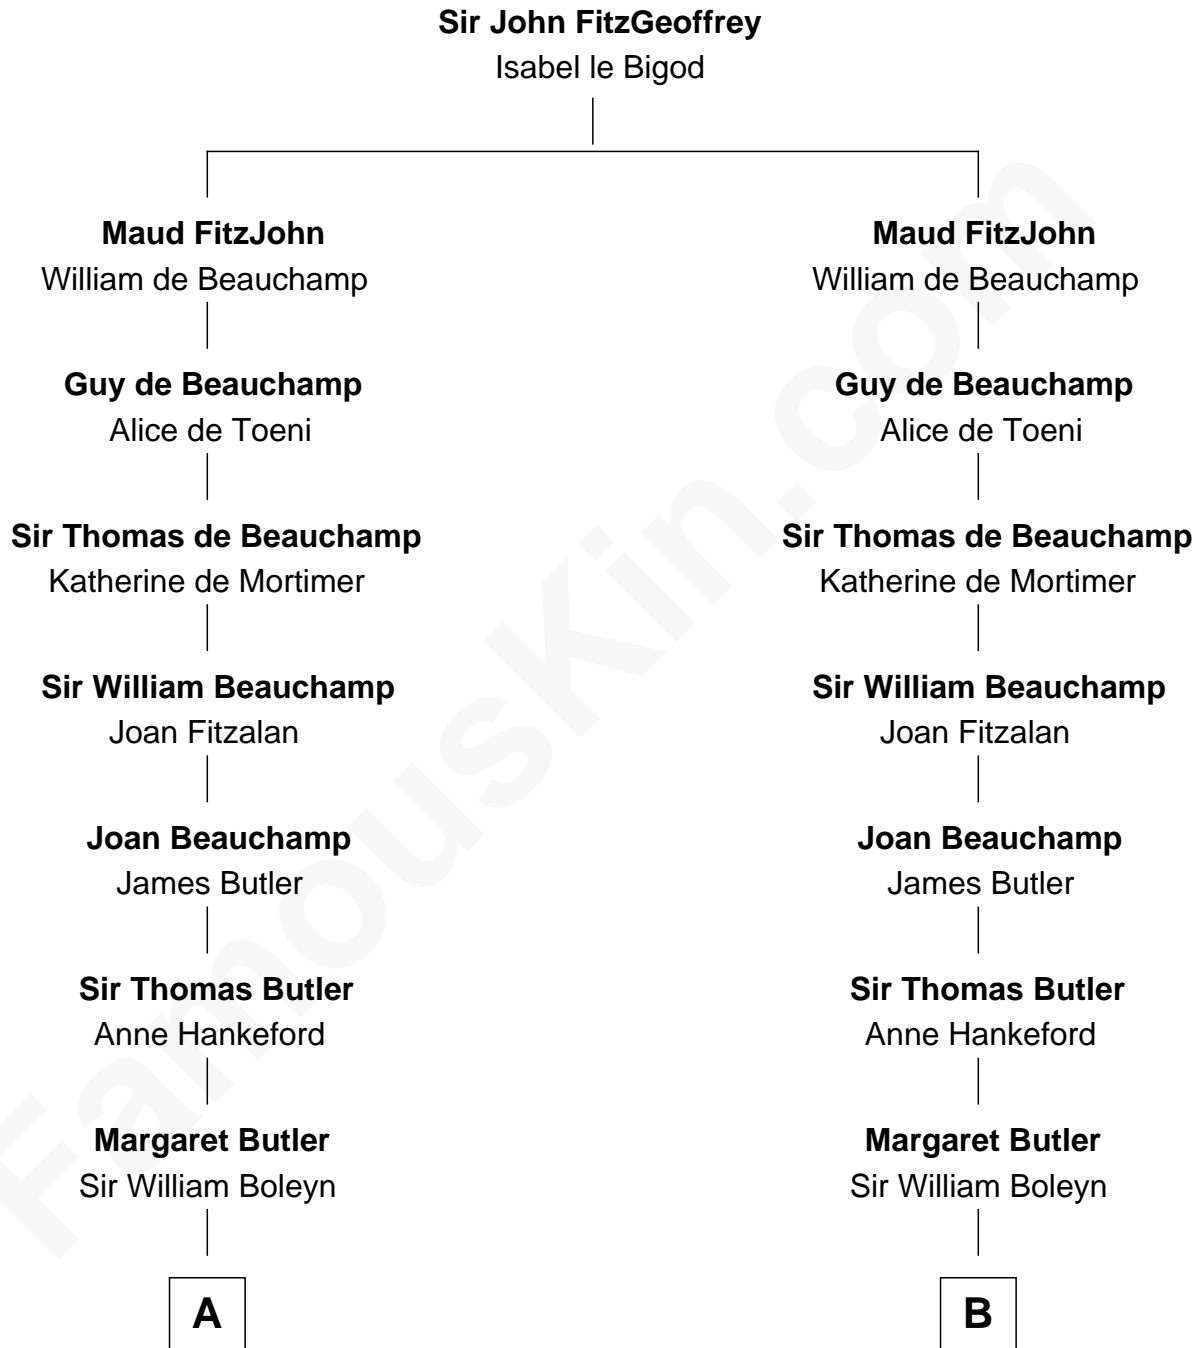 Sir John FitzGeoffrey
Isabel le Bigod
Maud FitzJohn
William de Beauchamp
Guy de Beauchamp
Alice de Toeni
Sir Thomas de Beauchamp
Katherine de Mortimer
Sir William Beauchamp
Joan Fitzalan
Joan Beauchamp
James Butler
Sir Thomas Butler
Anne Hankeford
Margaret Butler
Sir William Boleyn
A
Maud FitzJohn
William de Beauchamp
Guy de Beauchamp
Alice de Toeni
Sir Thomas de Beauchamp
Katherine de Mortimer
Sir William Beauchamp
Joan Fitzalan
Joan Beauchamp
James Butler
Sir Thomas Butler
Anne Hankeford
Margaret Butler
Sir William Boleyn
B
FamousKin.com